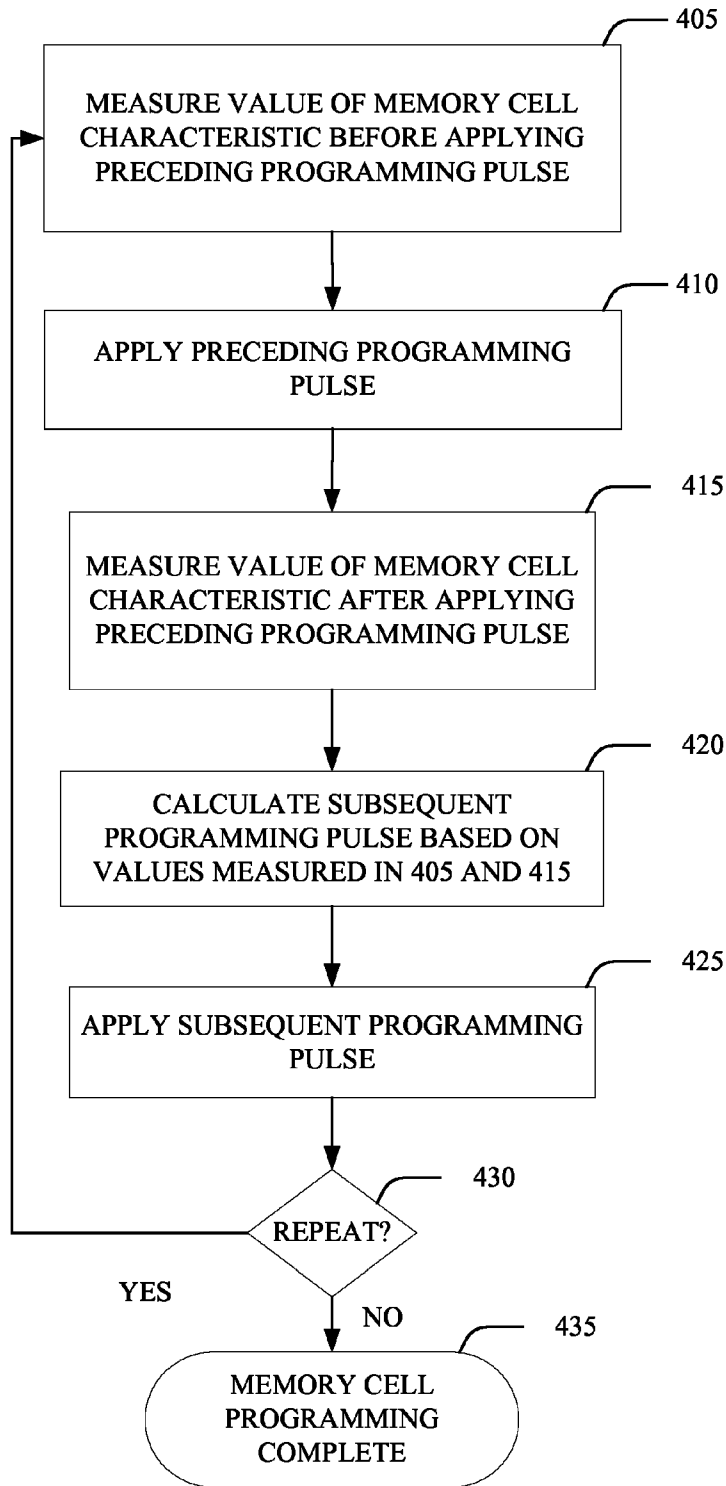 405
MEASURE VALUE OF MEMORY CELL
CHARACTERISTIC BEFORE APPLYING
PRECEDING PROGRAMMING PULSE
410
APPLY PRECEDING PROGRAMMING
PULSE
415
MEASURE VALUE OF MEMORY CELL
CHARACTERISTIC AFTER APPLYING
PRECEDING PROGRAMMING PULSE
420
CALCULATE SUBSEQUENT
PROGRAMMING PULSE BASED ON
VALUES MEASURED IN 405 AND 415
425
APPLY SUBSEQUENT PROGRAMMING
PULSE
430
REPEAT?
YES
NO
435
MEMORY CELL
PROGRAMMING
COMPLETE